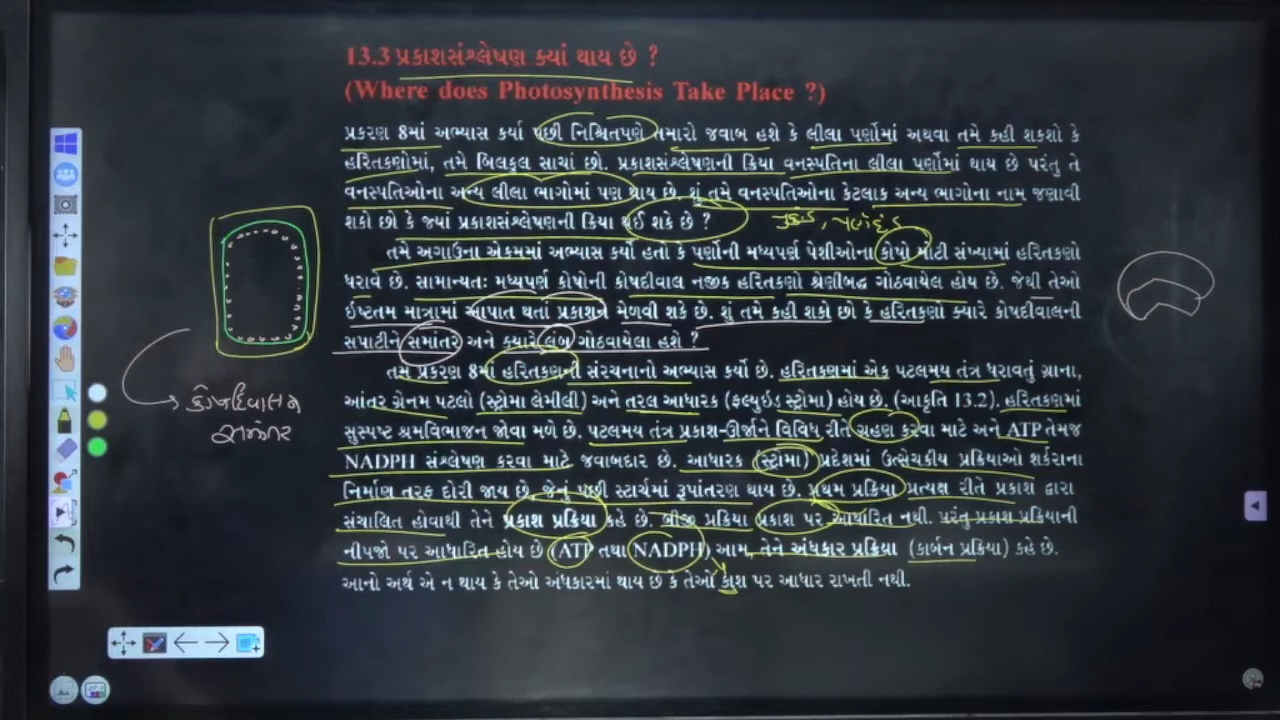 13.3 પ્રકાશસંશ્લેષણ ક્યાં થાય છે ?
(Where does Photosynthesis Take Place ?)
પ્રકરણ 8માં અભ્યાસ કર્યા પછી નિશ્ચિતપણે તમારો જવાબ હશે કે લીલા પર્ણોમાં અથવા તમે કહી શકશો કે
હરિતકણોમાં, તમે બિલકુલ સાચાં છો. પ્રકાશસંશ્લેષણની ક્રિયા વનસ્પતિના લીલા પર્ણોમાં થાય છે પરંતુ તે
વનસ્પતિઓના અન્ય લીલા ભાગોમાં પણ થાય છે. શું તમે વનસ્પતિઓના કેટલાક અન્ય ભાગોના નામ જણાવી
શકો છો કે જ્યાં પ્રકાશસંશ્લેષણની ક્રિયા થઈ શકે છે ?
તમે અગાઉના એકમમાં અભ્યાસ કર્યો હતો કે પર્ણોની મધ્યપર્ણ પેશીઓના કોષો મોટી સંખ્યામાં હરિતકણો
ધરાવે છે. સામાન્યતઃ મધ્યપર્ણ કોષોની કોષદીવાલ નજીક હરિતકણો શ્રેણીબદ્ધ ગોઠવાયેલ હોય છે. જેથી તેઓ
ઈષ્ટતમ માત્રામાં આપાત થતાં પ્રકાશને મેળવી શકે છે. શું તમે કહી શકો છો કે હરિતકણો ક્યારે કોષદીવાલની
સપાટીને સમાંતર અને ક્યારે લંબ ગોઠવાયેલા હશે ?
તમે પ્રકરણ 8માં હરિતકણની સંરચનાનો અભ્યાસ કર્યો છે. હરિતકણમાં એક પટલમય તંત્ર ધરાવતું ગ્રાના,
આંતર ગ્રેનમ પટલો (સ્ટ્રોમા લેમીલી) અને તરલ આધારક (ફ્લ્યુઇડ સ્ટ્રોમા) હોય છે. (આકૃતિ 13.2). હરિતકણમાં
સુસ્પષ્ટ શ્રમવિભાજન જોવા મળે છે. પટલમય તંત્ર પ્રકાશ-ઊર્જાને વિવિધ રીતે ગ્રહણ કરવા માટે અને ATP તેમજ
NADPH સંશ્લેષણ કરવા માટે જવાબદાર છે. આધારક (સ્ટ્રોમા) પ્રદેશમાં ઉત્સેચકીય પ્રક્રિયાઓ શર્કરાના
નિર્માણ તરફ દોરી જાય છે. જેનું પછી સ્ટાર્ચમાં રૂપાંતરણ થાય છે. પ્રથમ પ્રક્રિયા પ્રત્યક્ષ રીતે પ્રકાશ દ્વારા
સંચાલિત હોવાથી તેને પ્રકાશ પ્રક્રિયા કહે છે. બીજી પ્રક્રિયા પ્રકાશ પર આધારિત નથી. પરંતુ પ્રકાશ પ્રક્રિયાની
નીપજો પર આધારિત હોય છે (ATP તથા NADPH) આમ, તેને અંધકાર પ્રક્રિયા (કાર્બન પ્રક્રિયા) કહે છે.
આનો અર્થ એ ન થાય કે તેઓ અંધકારમાં થાય છે કે તેઓ પર આધાર રાખતી નથી.
સમાંતર